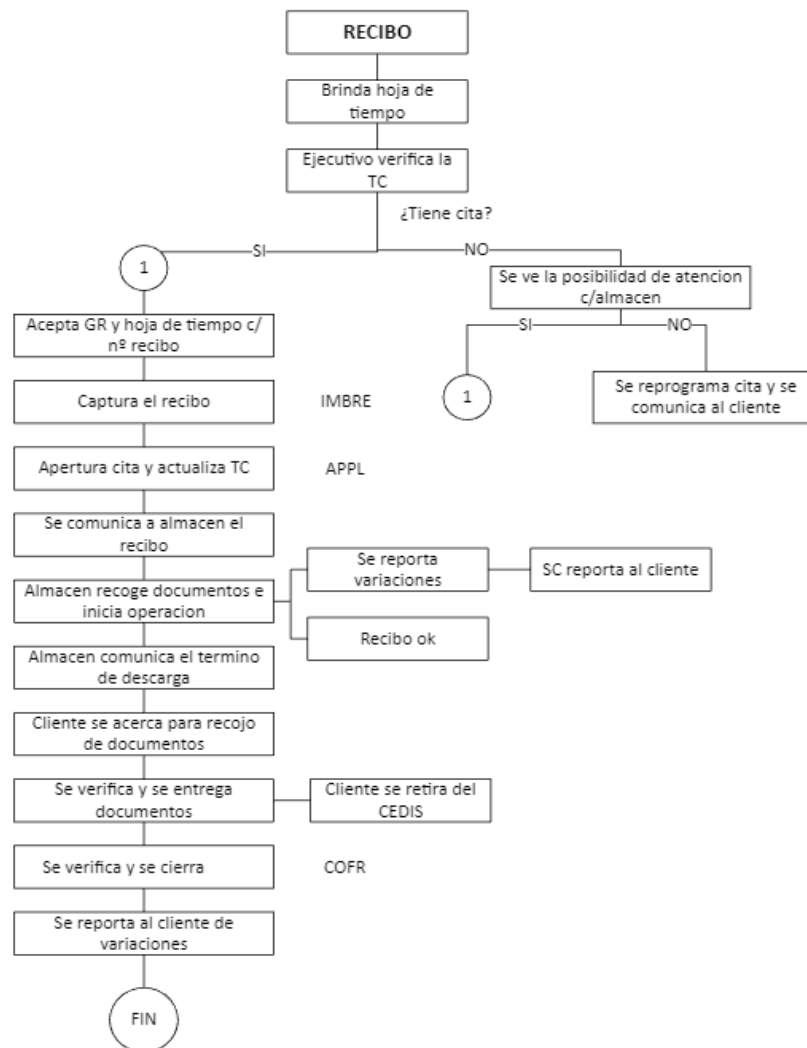 RECIBO
Brinda hoja de
tiempo
Ejecutivo verifica la
TC
¿Tiene cita?
SI
NO
1
Se ve la posibilidad de atencion
c/almacen
SI
NO
Acepta GR y hoja de tiempo c/
nº recibo
1
Se reprograma cita y se
comunica al cliente
Captura el recibo
IMBRE
Apertura cita y actualiza TC
APPL
Se comunica a almacen el
recibo
Almacen recoge documentos e
inicia operacion
Se reporta
variaciones
SC reporta al cliente
Recibo ok
Almacen comunica el termino
de descarga
Cliente se acerca para recojo
de documentos
Se verifica y se entrega
documentos
Cliente se retira del
CEDIS
Se verifica y se cierra
COFR
Se reporta al cliente de
variaciones
FIN